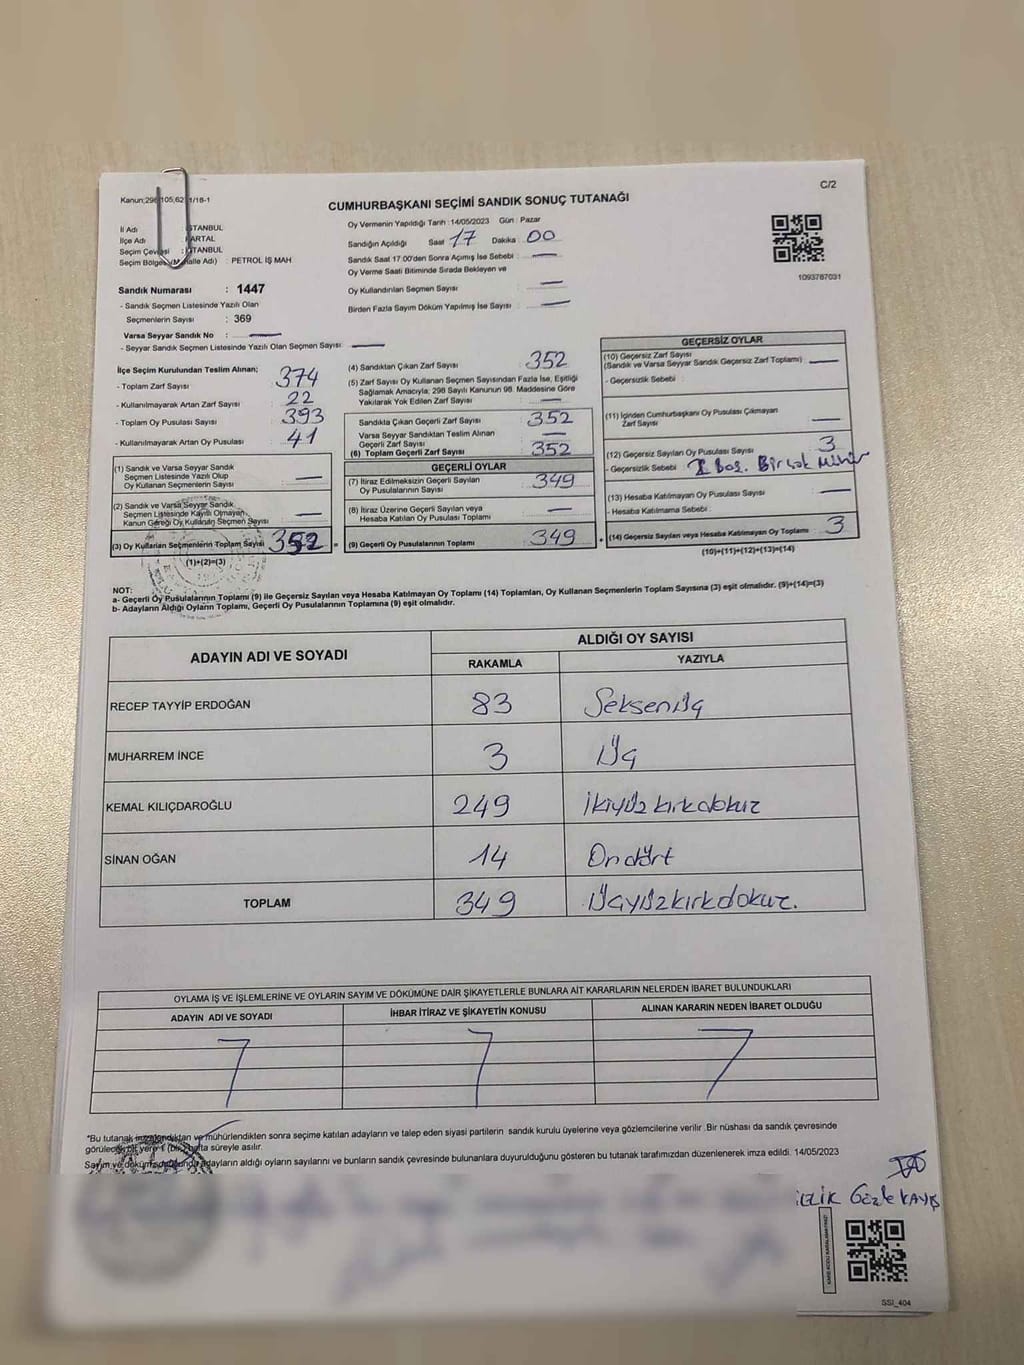 C/2
Kanun;298,105;62 1/18-1
CUMHURBAŞKANI SEÇİMİ SANDIK SONUÇ TUTANAĞI
İl Adı : İSTANBUL
İlçe Adı KARTAL
Seçim Çevresi : İSTANBUL
Seçim Bölgesi(Mahalle Adı) : PETROL İŞ MAH
Oy Vermenin Yapıldığı Tarih :14/05/2023 Gün : Pazar
Sandığın Açıldığı Saat 17 Dakika : 00
Sandık Saat 17:00'den Sonra Açımış İse Sebebi : —
Oy Verme Saati Bitiminde Sırada Bekleyen ve
Oy Kullandırılan Seçmen Sayısı : —
Birden Fazla Sayım Döküm Yapılmış İse Sayısı : —
1093787031
Sandık Numarası : 1447
- Sandık Seçmen Listesinde Yazılı Olan
Seçmenlerin Sayısı : 369
Varsa Seyyar Sandık No : —
- Seyyar Sandık Seçmen Listesinde Yazılı Olan Seçmen Sayısı: —
İlçe Seçim Kurulundan Teslim Alınan;
- Toplam Zarf Sayısı : 374
- Kullanılmayarak Artan Zarf Sayısı : 22
- Toplam Oy Pusulası Sayısı : 393
- Kullanılmayarak Artan Oy Pusulası : 41
(1) Sandık ve Varsa Seyyar Sandık
Seçmen Listesinde Yazılı Olup
Oy Kullanan Seçmenlerin Sayısı : —
(2) Sandık ve Varsa Seyyar Sandık
Seçmen Listesinde Kayıtlı Olmayan
Kanun Gereği Oy Kullanan Seçmen Sayısı : —
(3) Oy Kullanan Seçmenlerin Toplam Sayısı 352 =
(1)+(2)=(3)
(4) Sandıktan Çıkan Zarf Sayısı : 352
(5) Zarf Sayısı Oy Kullanan Seçmen Sayısından Fazla İse, Eşitliği
Sağlamak Amacıyla; 298 Sayılı Kanunun 98. Maddesine Göre
Yakılarak Yok Edilen Zarf Sayısı : —
Sandıkta Çıkan Geçerli Zarf Sayısı : 352
Varsa Seyyar Sandıktan Teslim Alınan
Geçerli Zarf Sayısı : —
(6) Toplam Geçerli Zarf Sayısı : 352
GEÇERLİ OYLAR
(7) İtiraz Edilmeksizin Geçerli Sayılan
Oy Pusulalarının Sayısı : 349
(8) İtiraz Üzerine Geçerli Sayılan veya
Hesaba Katılan Oy Pusulası Toplamı : —
(9) Geçerli Oy Pusulalarının Toplamı : 349 +
GEÇERSİZ OYLAR
(10) Geçersiz Zarf Sayısı
(Sandık ve Varsa Seyyar Sandık Geçersiz Zarf Toplamı) : —
- Geçersizlik Sebebi :
(11) İçinden Cumhurbaşkanı Oy Pusulası Çıkmayan
Zarf Sayısı : —
(12) Geçersiz Sayılan Oy Pusulası Sayısı : 3
- Geçersizlik Sebebi : Boş. Birçok Mühür
(13) Hesaba Katılmayan Oy Pusulası Sayısı : —
- Hesaba Katılmama Sebebi :
(14) Geçersiz Sayılan veya Hesaba Katılmayan Oy Toplamı : 3
(10)+(11)+(12)+(13)=(14)
NOT:
a- Geçerli Oy Pusulalarının Toplamı (9) ile Geçersiz Sayılan veya Hesaba Katılmayan Oy Toplamı (14) Toplamları, Oy Kullanan Seçmenlerin Toplam Sayısına (3) eşit olmalıdır. (9)+(14)=(3)
b- Adayların Aldığı Oyların Toplamı, Geçerli Oy Pusulalarının Toplamına (9) eşit olmalıdır.
ADAYIN ADI VE SOYADI ALDIĞI OY SAYISI
RAKAMLA YAZIYLA
RECEP TAYYİP ERDOĞAN 83 Seksenüç
MUHARREM İNCE 3 Üç
KEMAL KILIÇDAROĞLU 249 ikiyüzkırkdokuz
SİNAN OĞAN 14 Ondört
TOPLAM 349 Üçyüzkırkdokuz.
OYLAMA İŞ VE İŞLEMLERİNE VE OYLARIN SAYIM VE DÖKÜMÜNE DAİR ŞİKAYETLERLE BUNLARA AİT KARARLARIN NELERDEN İBARET BULUNDUKLARI
ADAYIN ADI VE SOYADI İHBAR İTİRAZ VE ŞİKAYETİN KONUSU ALINAN KARARIN NEDEN İBARET OLDUĞU
*Bu tutanak imzalandıktan ve mühürlendikten sonra seçime katılan adayların ve talep eden siyasi partilerin sandık kurulu üyelerine veya gözlemcilerine verilir .Bir nüshası da sandık çevresinde
görülecek bir yere 1 (bir) hafta süreyle asılır.
Sayım ve dökümü adayların aldığı oyların sayılarını ve bunların sandık çevresinde bulunanlara duyurulduğunu gösteren bu tutanak tarafımızdan düzenlenerek imza edildi. 14/05/2023
SSI_404